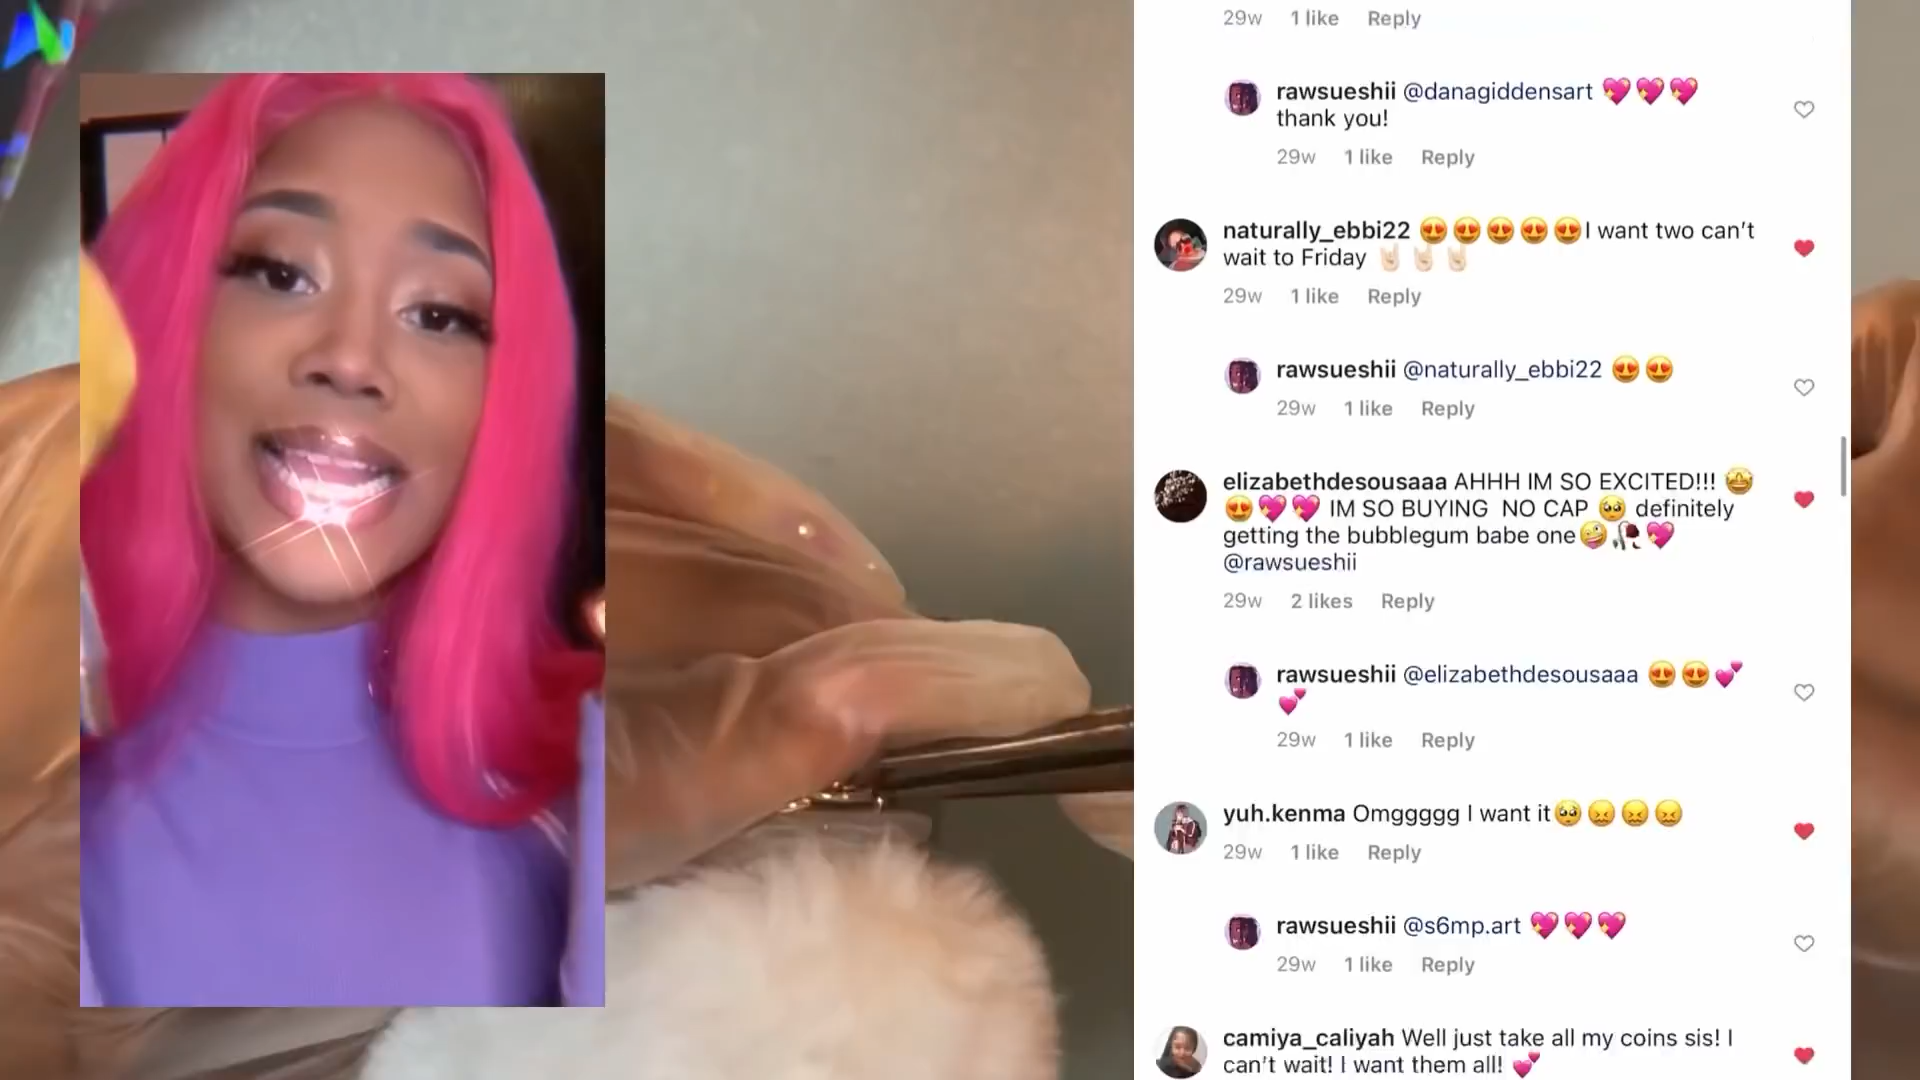 29w 1 like Reply
rawsueshii @danagiddensart 💖💖💖
thank you!
29w 1 like Reply
naturally_ebbi22 😍😍😍😍😍I want two can't
wait to Friday 🤘🏻🤘🏻🤘🏻
29w 1 like Reply
rawsueshii @naturally_ebbi22 😍😍
29w 1 like Reply
elizabethdesousaaa AHHH IM SO EXCITED!!! 🤩
😍💖💖 IM SO BUYING NO CAP 🥺 definitely
getting the bubblegum babe one🤪🥀💖
@rawsueshii
29w 2 likes Reply
rawsueshii @elizabethdesousaaa 😍😍💕
💕
29w 1 like Reply
yuh.kenma Omggggg I want it🥺😖😖😖
29w 1 like Reply
rawsueshii @s6mp.art 💖💖💖
29w 1 like Reply
camiya_caliyah Well just take all my coins sis! I
can't wait! I want them all! 💕